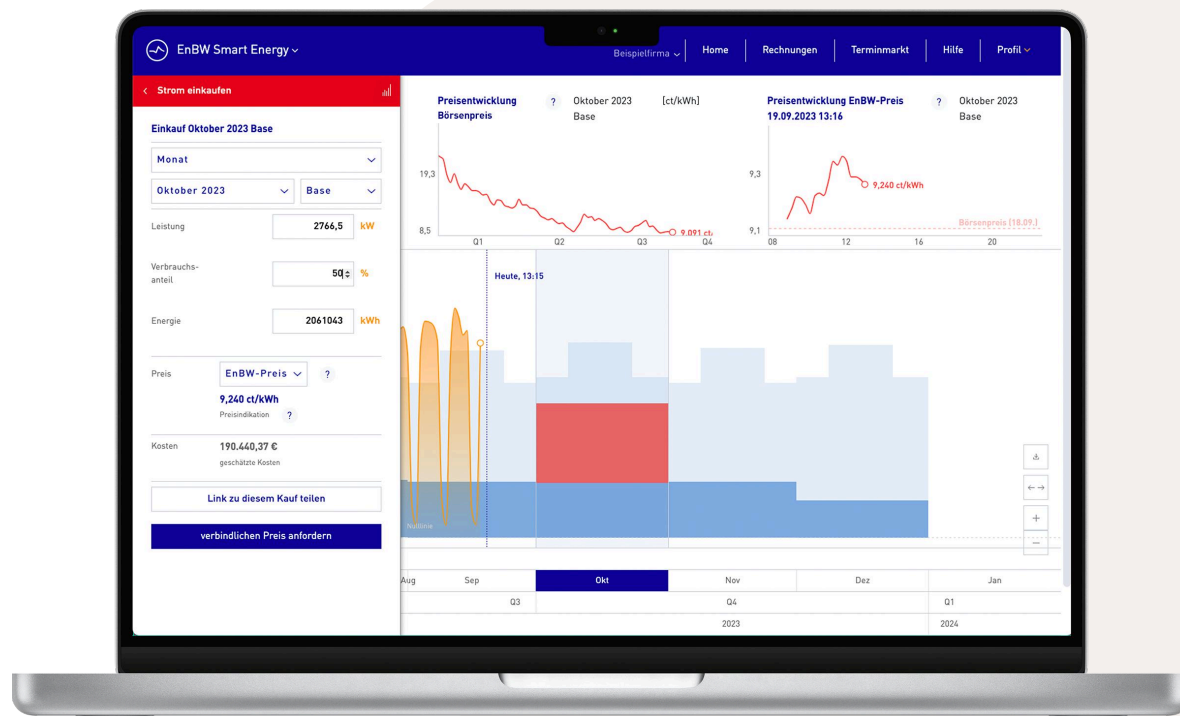 EnBW Smart Energy
Beispielfirma
Home
Rechnungen
Terminmarkt
Hilfe
Profil
Strom einkaufen
Einkauf Oktober 2023 Base
Monat
Oktober 2023
Base
Leistung
2766,5
kW
Verbrauchs-
anteil
50
%
Energie
2061043
kWh
Preis
EnBW-Preis
?
9,240 ct/kWh
Preisindikation ?
Kosten
190.440,37 €
geschätzte Kosten
Link zu diesem Kauf teilen
verbindlichen Preis anfordern
Preisentwicklung
Börsenpreis
?
Oktober 2023
Base
[ct/kWh]
19,3
8,5
9,091 ct/
Q1
Q2
Q3
Q4
Preisentwicklung EnBW-Preis
19.09.2023 13:16
?
Oktober 2023
Base
9,3
9,240 ct/kWh
Börsenpreis (18.09.)
9,1
08
12
16
20
Heute, 13:15
Nulllinie
Aug
Sep
Okt
Nov
Dez
Jan
Q3
Q4
Q1
2023
2024